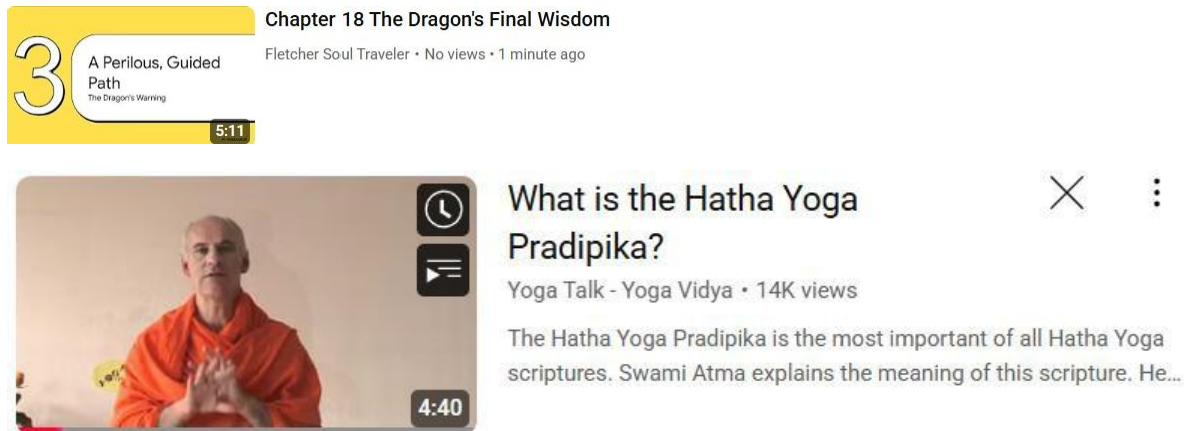 Chapter 18 The Dragon's Final Wisdom
Fletcher Soul Traveler • No views • 1 minute ago
3
A Perilous, Guided
Path
The Dragon's Warning
5:11
What is the Hatha Yoga
Pradipika?
Yoga Talk - Yoga Vidya • 14K views
The Hatha Yoga Pradipika is the most important of all Hatha Yoga
scriptures. Swami Atma explains the meaning of this scripture. He...
4:40